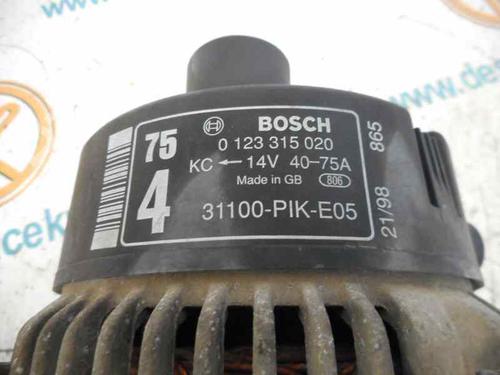 75
4
BOSCH
0 123 315 020
KC ← 14V 40-75A
Made in GB 806
31100-PIK-E05
21/98 865